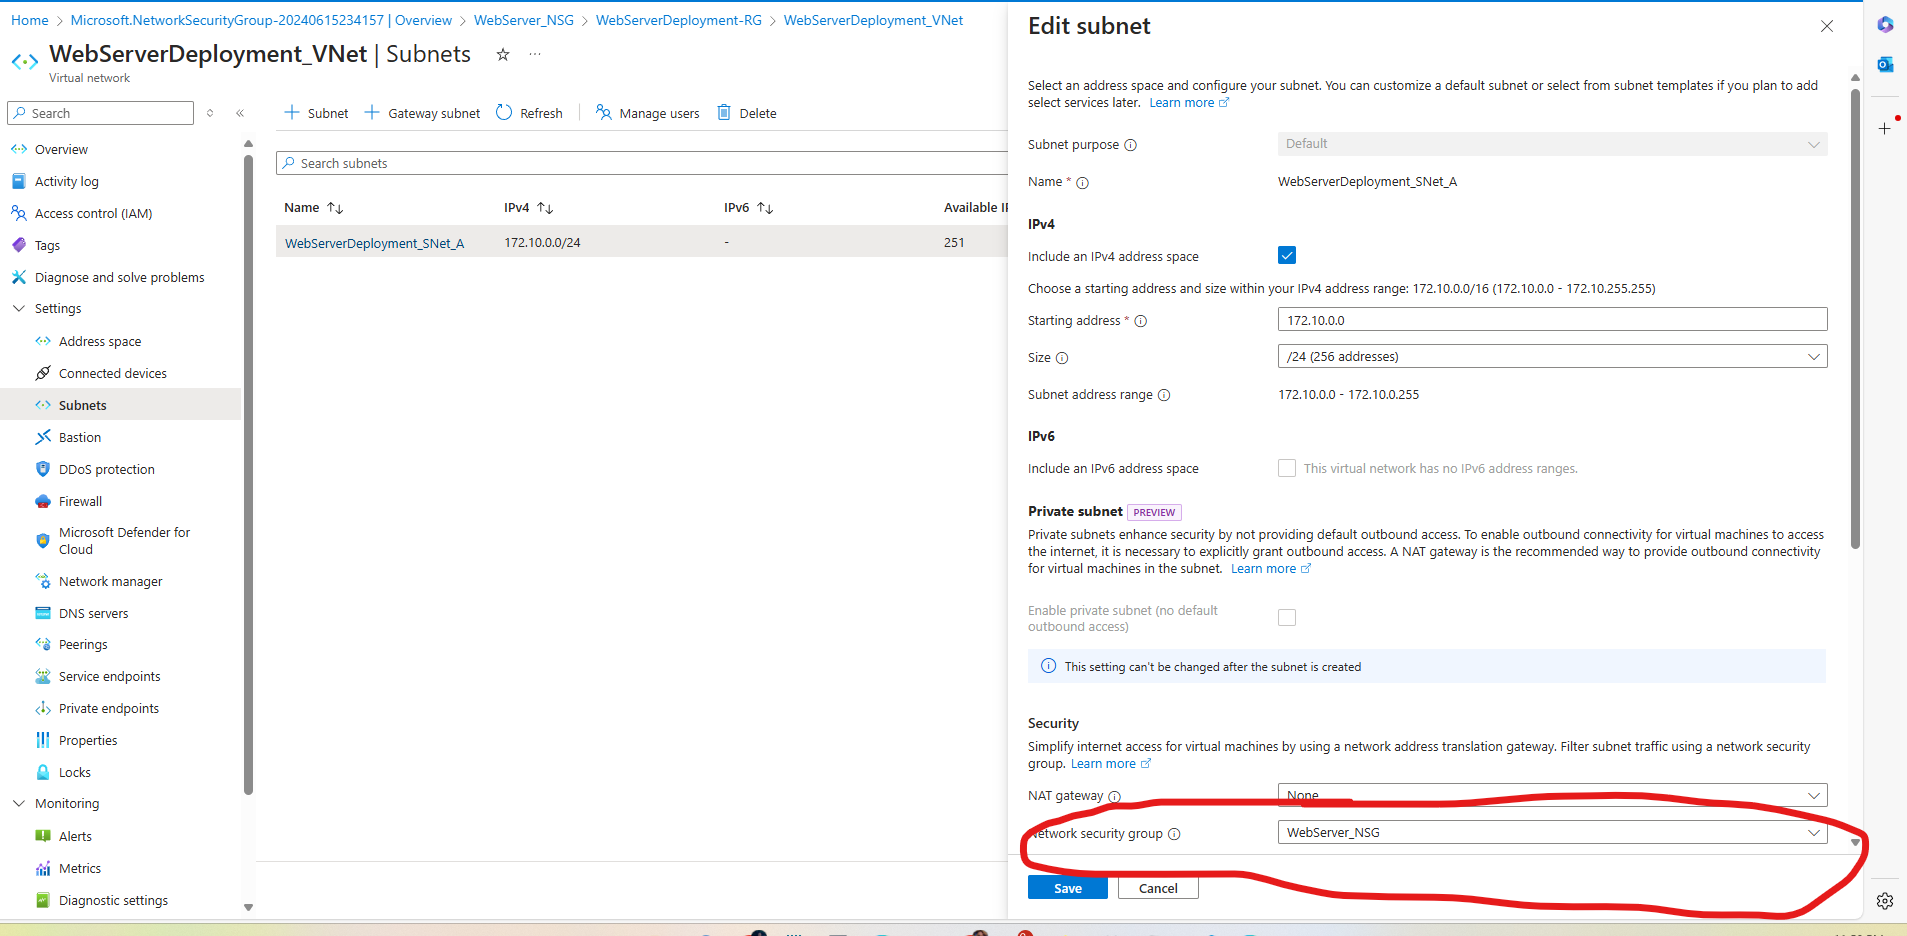 Home > Microsoft.NetworkSecurityGroup-20240615234157 | Overview > WebServer_NSG > WebServerDeployment-RG > WebServerDeployment_VNet
WebServerDeployment_VNet | Subnets
Virtual network
Search
Overview
Activity log
Access control (IAM)
Tags
Diagnose and solve problems
Settings
Address space
Connected devices
Subnets
Bastion
DDoS protection
Firewall
Microsoft Defender for
Cloud
Network manager
DNS servers
Peerings
Service endpoints
Private endpoints
Properties
Locks
Monitoring
Alerts
Metrics
Diagnostic settings
Subnet Gateway subnet Refresh Manage users Delete
Search subnets
Name IPv4 IPv6 Available
WebServerDeployment_SNet_A 172.10.0.0/24 - 251
Edit subnet
Select an address space and configure your subnet. You can customize a default subnet or select from subnet templates if you plan to add
select services later. Learn more
Subnet purpose Default
Name * WebServerDeployment_SNet_A
IPv4
Include an IPv4 address space
Choose a starting address and size within your IPv4 address range: 172.10.0.0/16 (172.10.0.0 - 172.10.255.255)
Starting address * 172.10.0.0
Size /24 (256 addresses)
Subnet address range 172.10.0.0 - 172.10.0.255
IPv6
Include an IPv6 address space This virtual network has no IPv6 address ranges.
Private subnet PREVIEW
Private subnets enhance security by not providing default outbound access. To enable outbound connectivity for virtual machines to access
the internet, it is necessary to explicitly grant outbound access. A NAT gateway is the recommended way to provide outbound connectivity
for virtual machines in the subnet. Learn more
Enable private subnet (no default
outbound access)
This setting can't be changed after the subnet is created
Security
Simplify internet access for virtual machines by using a network address translation gateway. Filter subnet traffic using a network security
group. Learn more
NAT gateway None
Network security group WebServer_NSG
Save Cancel